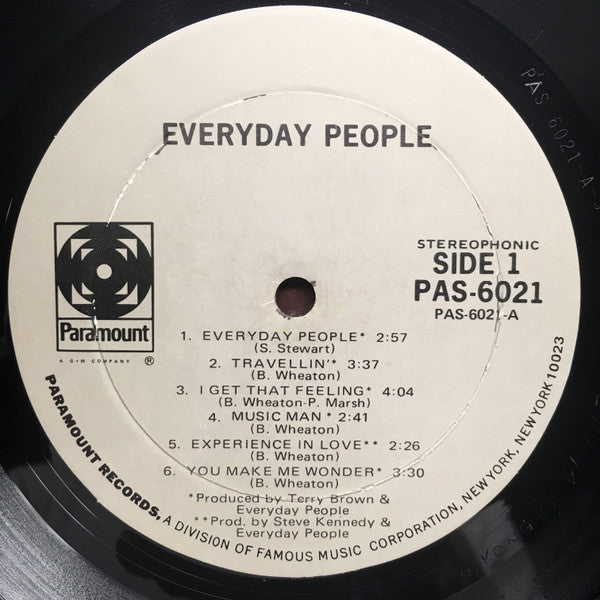 EVERYDAY PEOPLE
Paramount
A G+W COMPANY ®
STEREOPHONIC
SIDE 1
PAS-6021
PAS-6021-A
1. EVERYDAY PEOPLE* 2:57
(S. Stewart)
2. TRAVELLIN'* 3:37
(B. Wheaton)
3. I GET THAT FEELING* 4:04
(B. Wheaton-P. Marsh)
4. MUSIC MAN* 2:41
(B. Wheaton)
5. EXPERIENCE IN LOVE** 2:26
(B. Wheaton)
6. YOU MAKE ME WONDER* 3:30
(B. Wheaton)
*Produced by Terry Brown &
Everyday People
**Prod. by Steve Kennedy &
Everyday People
PARAMOUNT RECORDS, A DIVISION OF FAMOUS MUSIC CORPORATION, NEW YORK, NEW YORK 10023
PAS 6021-A